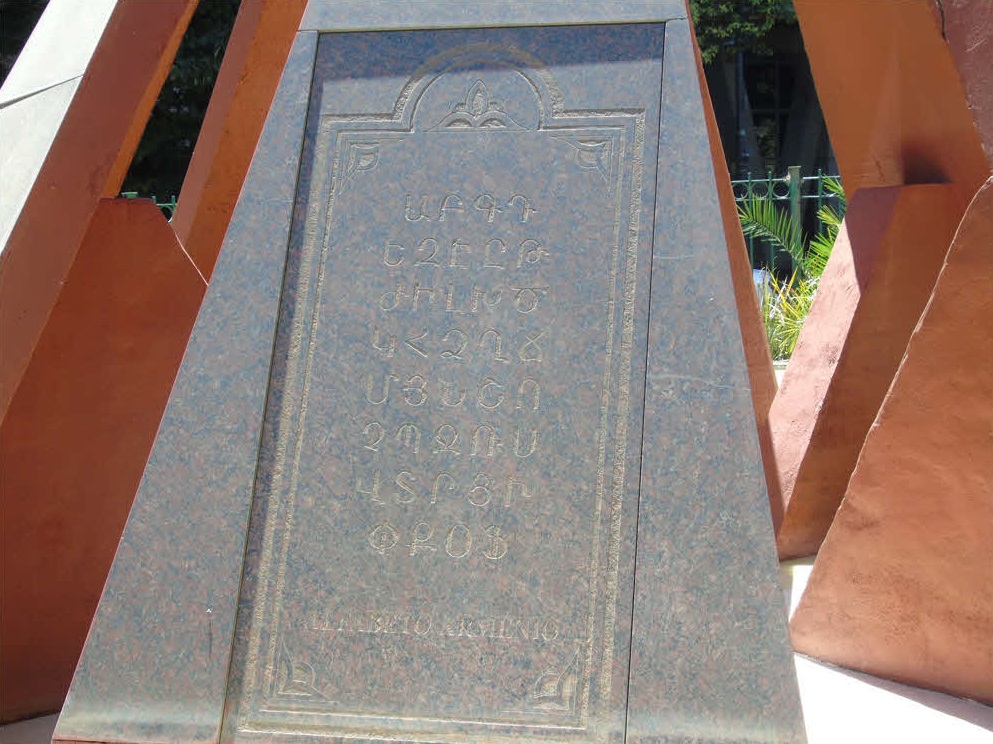 ԱԲԳԴ
ԵԶԷԸԹ
ԺԻԼԽԾ
ԿՀՁՂՃ
ՄՅՆՇՈ
ՉՊՋՌՍ
ՎՏՐՑՒ
ՓՔՕՖ
ALFABETO ARMENIO